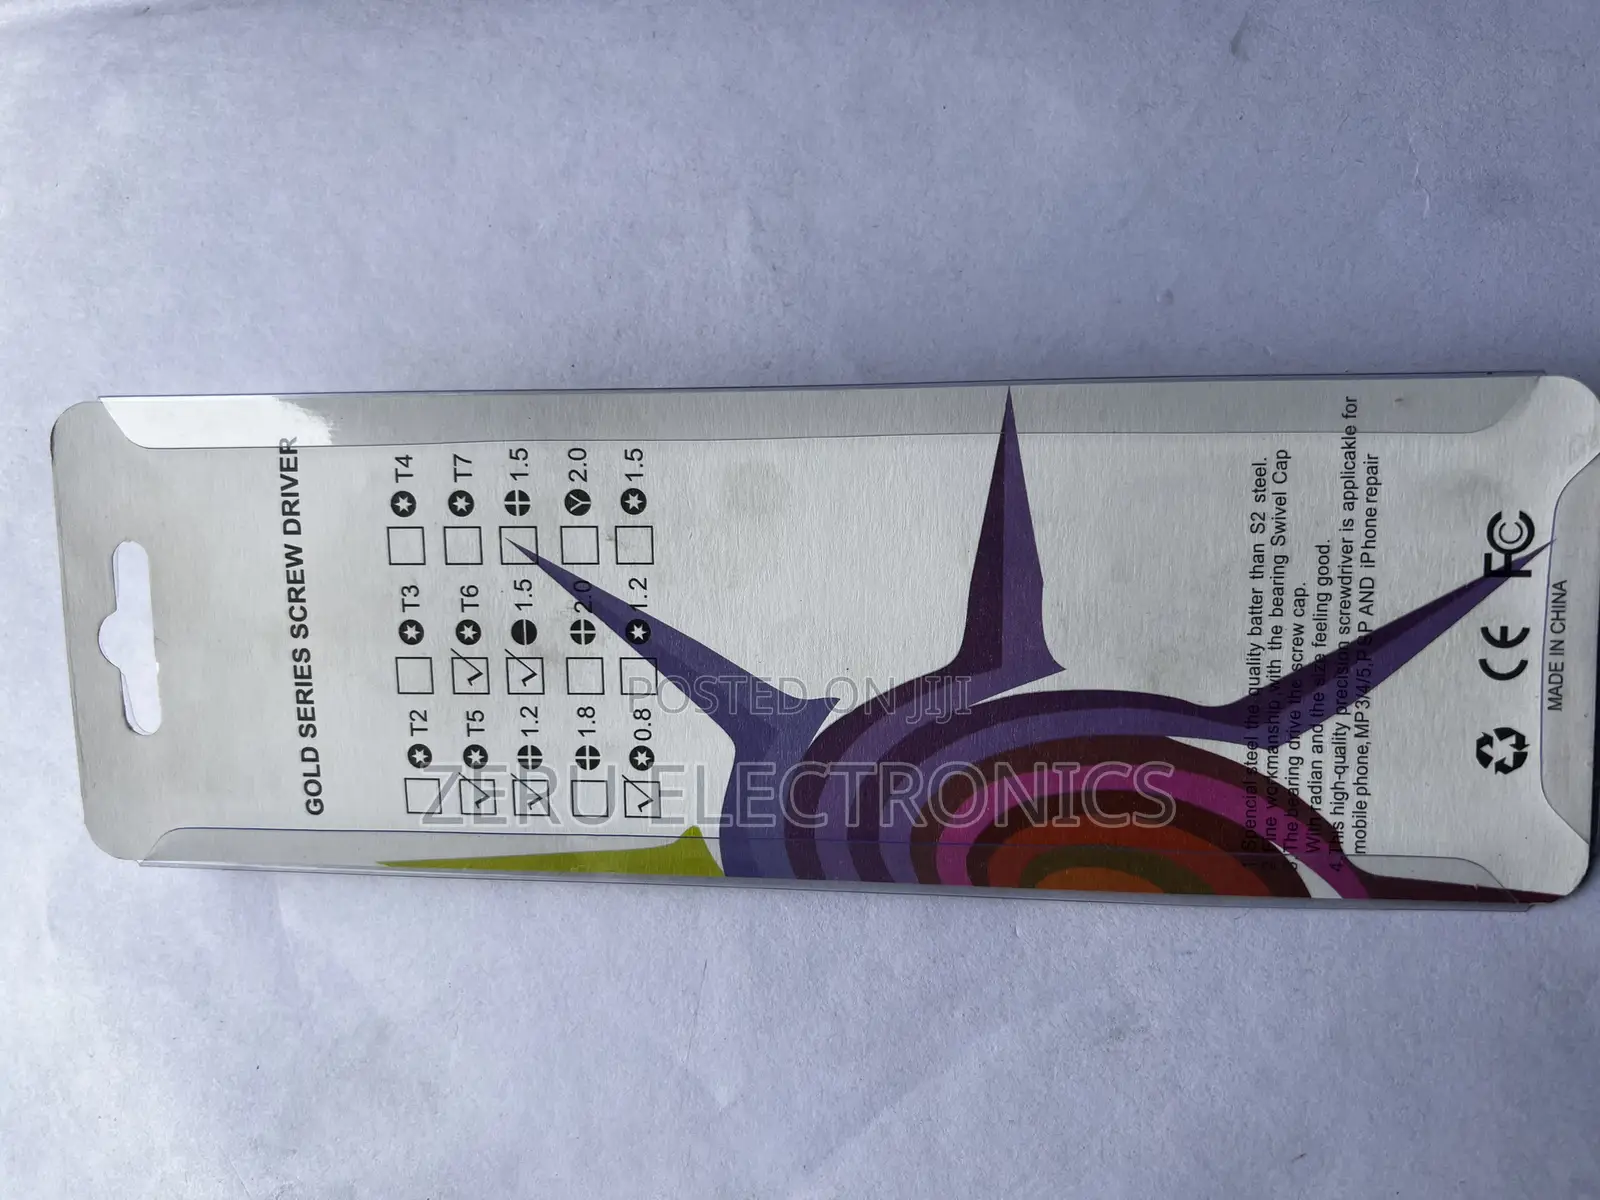 GOLD SERIES SCREW DRIVER
T2 T3 T4
T5 T6 T7
1.2 1.5 1.5
1.8 2.0 2.0
0.8 1.2 1.5
1. Spencial steel the quality batter than S2 steel.
2. Fine workmanship, with the bearing Swivel Cap
3. The bearing drive the screw cap.
With radian and the size feeling good.
4. This high-quality precision screwdriver is applicakle for
mobile phone, MP3/4/5,P S P AND iPhone repair
CE FC
MADE IN CHINA
POSTED ON JIJI
ZERU ELECTRONICS